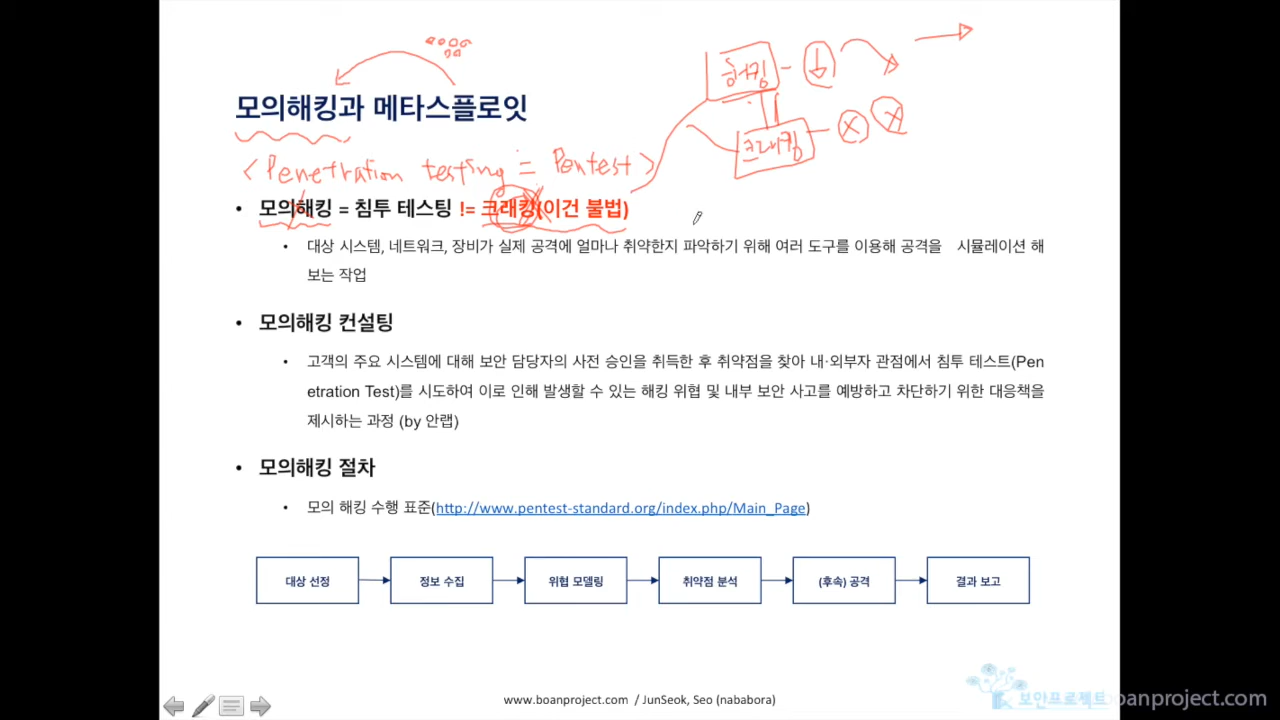 해킹
모의해킹과 메타스플로잇
크래킹
< Penetration testing = Pentest >
• 모의해킹 = 침투 테스팅 != 크래킹(이건 불법)
• 대상 시스템, 네트워크, 장비가 실제 공격에 얼마나 취약한지 파악하기 위해 여러 도구를 이용해 공격을 시뮬레이션 해
보는 작업
• 모의해킹 컨설팅
• 고객의 주요 시스템에 대해 보안 담당자의 사전 승인을 취득한 후 취약점을 찾아 내·외부자 관점에서 침투 테스트(Pen
etration Test)를 시도하여 이로 인해 발생할 수 있는 해킹 위협 및 내부 보안 사고를 예방하고 차단하기 위한 대응책을
제시하는 과정 (by 안랩)
• 모의해킹 절차
• 모의 해킹 수행 표준(http://www.pentest-standard.org/index.php/Main_Page)
대상 선정
정보 수집
위협 모델링
취약점 분석
(후속) 공격
결과 보고
www.boanproject.com / JunSeok, Seo (nababora)
보안프로젝트
boanproject.com